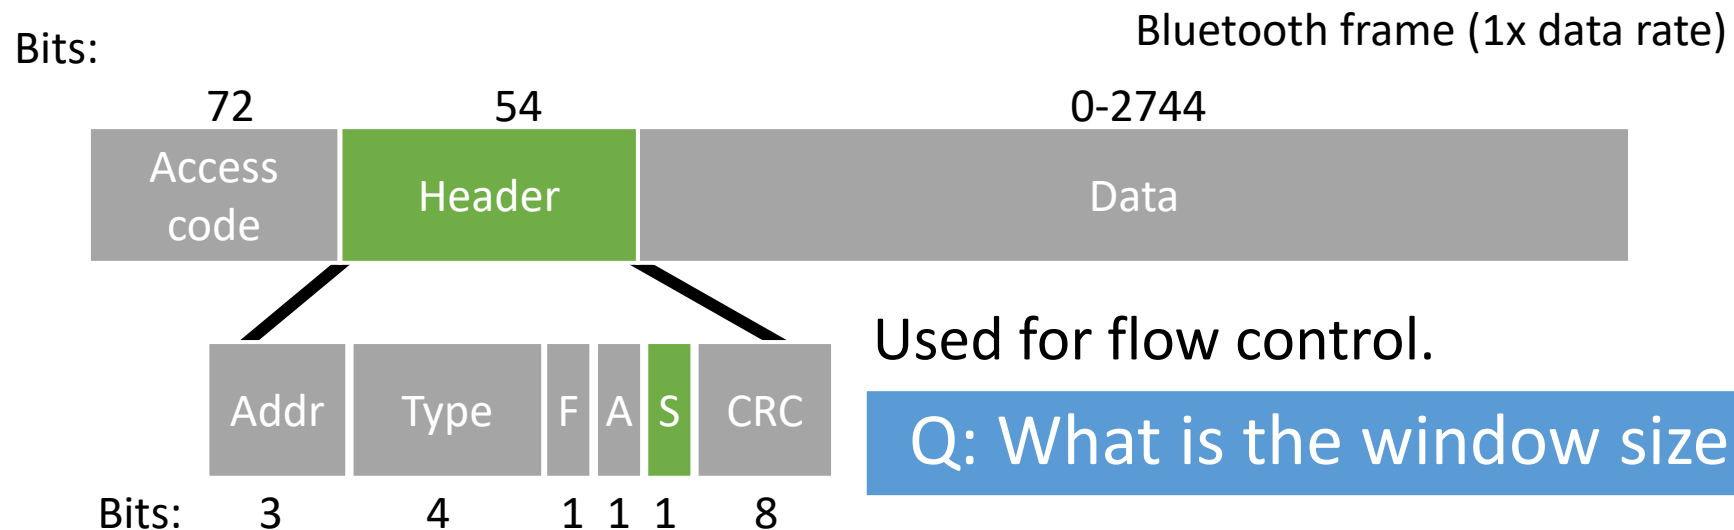 Bits:
Bluetooth frame (1x data rate)
72 54 0-2744
Access
code
Header
Data
Used for flow control.
Addr Type F A S CRC
Q: What is the window size
Bits: 3 4 1 1 1 8